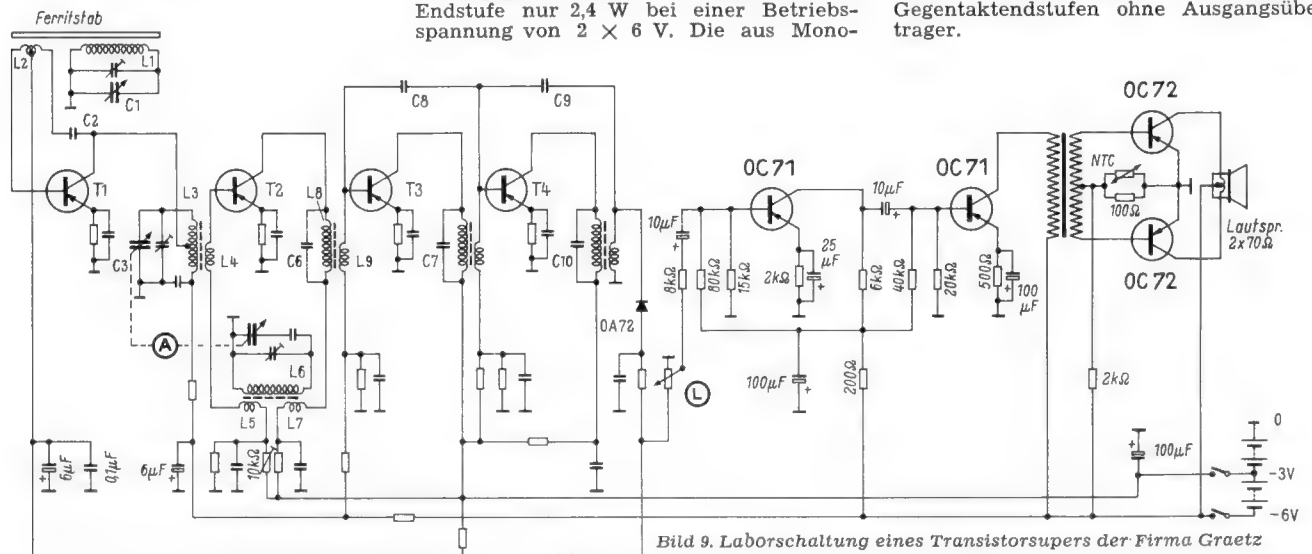 Endstufe nur 2,4 W bei einer Betriebs-
spannung von 2 × 6 V. Die aus Mono-
Gegentaktendstufen ohne Ausgangsübe
trager.
Ferritstab
L2
L1
C1
C2
C8
C9
OC72
T1
L3
L4
T2
L8
T3
T4
OC71
OC71
NTC
100Ω
Lautspr.
2x70Ω
OC72
C3
C6
L9
C7
C10
10µF
8kΩ
80kΩ
15kΩ
2kΩ
25
µF
10µF
6kΩ
40kΩ
20kΩ
500Ω
100
µF
0A72
A
L6
L5
L7
L
100µF
200Ω
2kΩ
6µF
0,1µF
6µF
10kΩ
100µF
0
-3V
-6V
Bild 9. Laborschaltung eines Transistorsupers der Firma Graetz